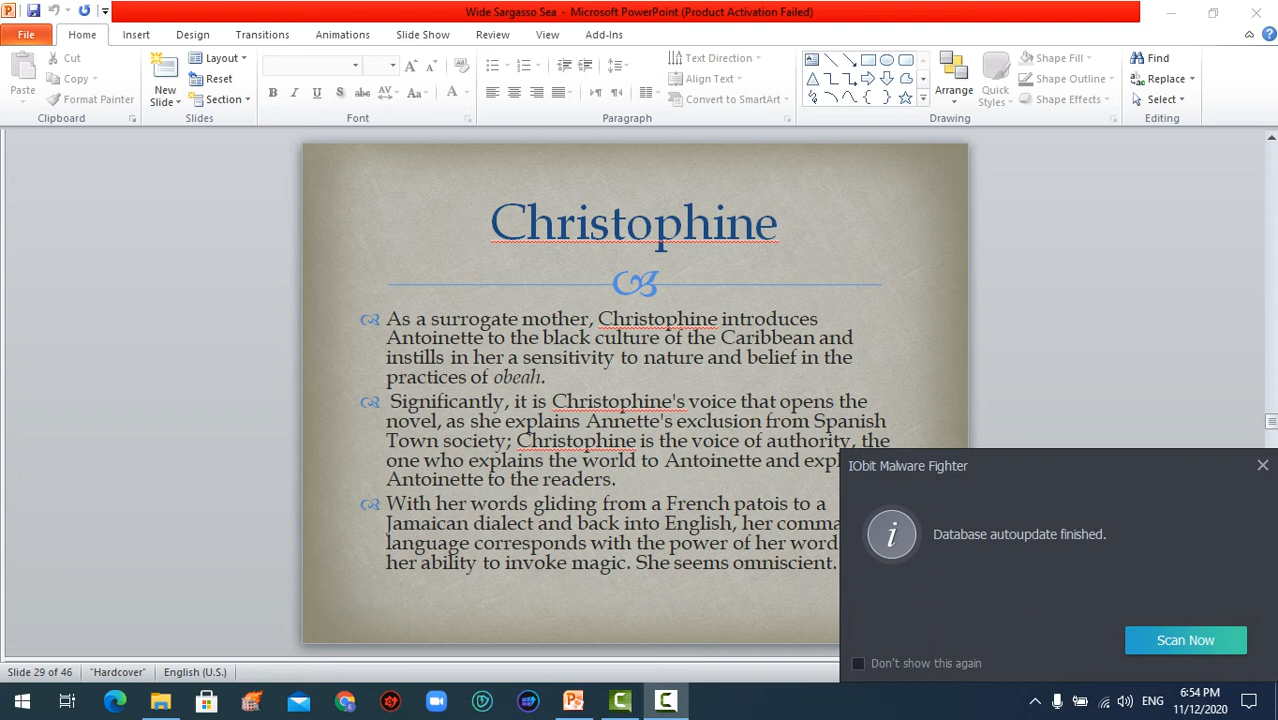 Wide Sargasso Sea - Microsoft PowerPoint (Product Activation Failed)
File Home Insert Design Transitions Animations Slide Show Review View Add-Ins
Paste
Cut
Copy
Format Painter
Clipboard
New Slide
Layout
Reset
Section
Slides
B I U S abc AV Aa A
Font
Text Direction
Align Text
Convert to SmartArt
Paragraph
Arrange
Quick Styles
Shape Fill
Shape Outline
Shape Effects
Drawing
Find
Replace
Select
Editing
Christophine
As a surrogate mother, Christophine introduces
Antoinette to the black culture of the Caribbean and
instills in her a sensitivity to nature and belief in the
practices of obeah.
Significantly, it is Christophine's voice that opens the
novel, as she explains Annette's exclusion from Spanish
Town society; Christophine is the voice of authority, the
one who explains the world to Antoinette and
Antoinette to the readers.
With her words gliding from a French patois to a
Jamaican dialect and back into English, her
language corresponds with the power of her
her ability to invoke magic. She seems omniscient.
IObit Malware Fighter
Database autoupdate finished.
Scan Now
Don't show this again
Slide 29 of 46 "Hardcover" English (U.S.)
ENG
6:54 PM
11/12/2020